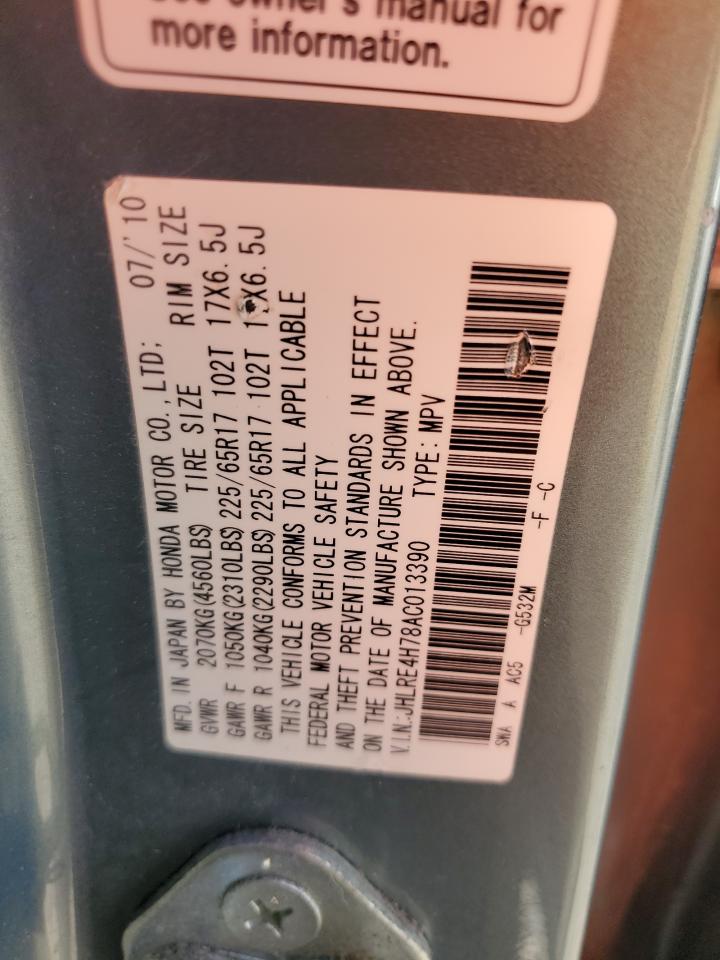 more information.
MFD. IN JAPAN BY HONDA MOTOR CO.,LTD; 07/'10
GVWR 2070KG(4560LBS) TIRE SIZE RIM SIZE
GAWR F 1050KG(2310LBS) 225/65R17 102T 17X6. 5J
GAWR R 1040KG(2290LBS) 225/65R17 102T X6. 5J
THIS VEHICLE CONFORMS TO ALL APPLICABLE
FEDERAL MOTOR VEHICLE SAFETY
AND THEFT PREVENTION STANDARDS IN EFFECT
ON THE DATE OF MANUFACTURE SHOWN ABOVE.
V.I.N.:JHLRE4H78AC013390 TYPE: MPV
SWA A AC5 -G532M -F -C